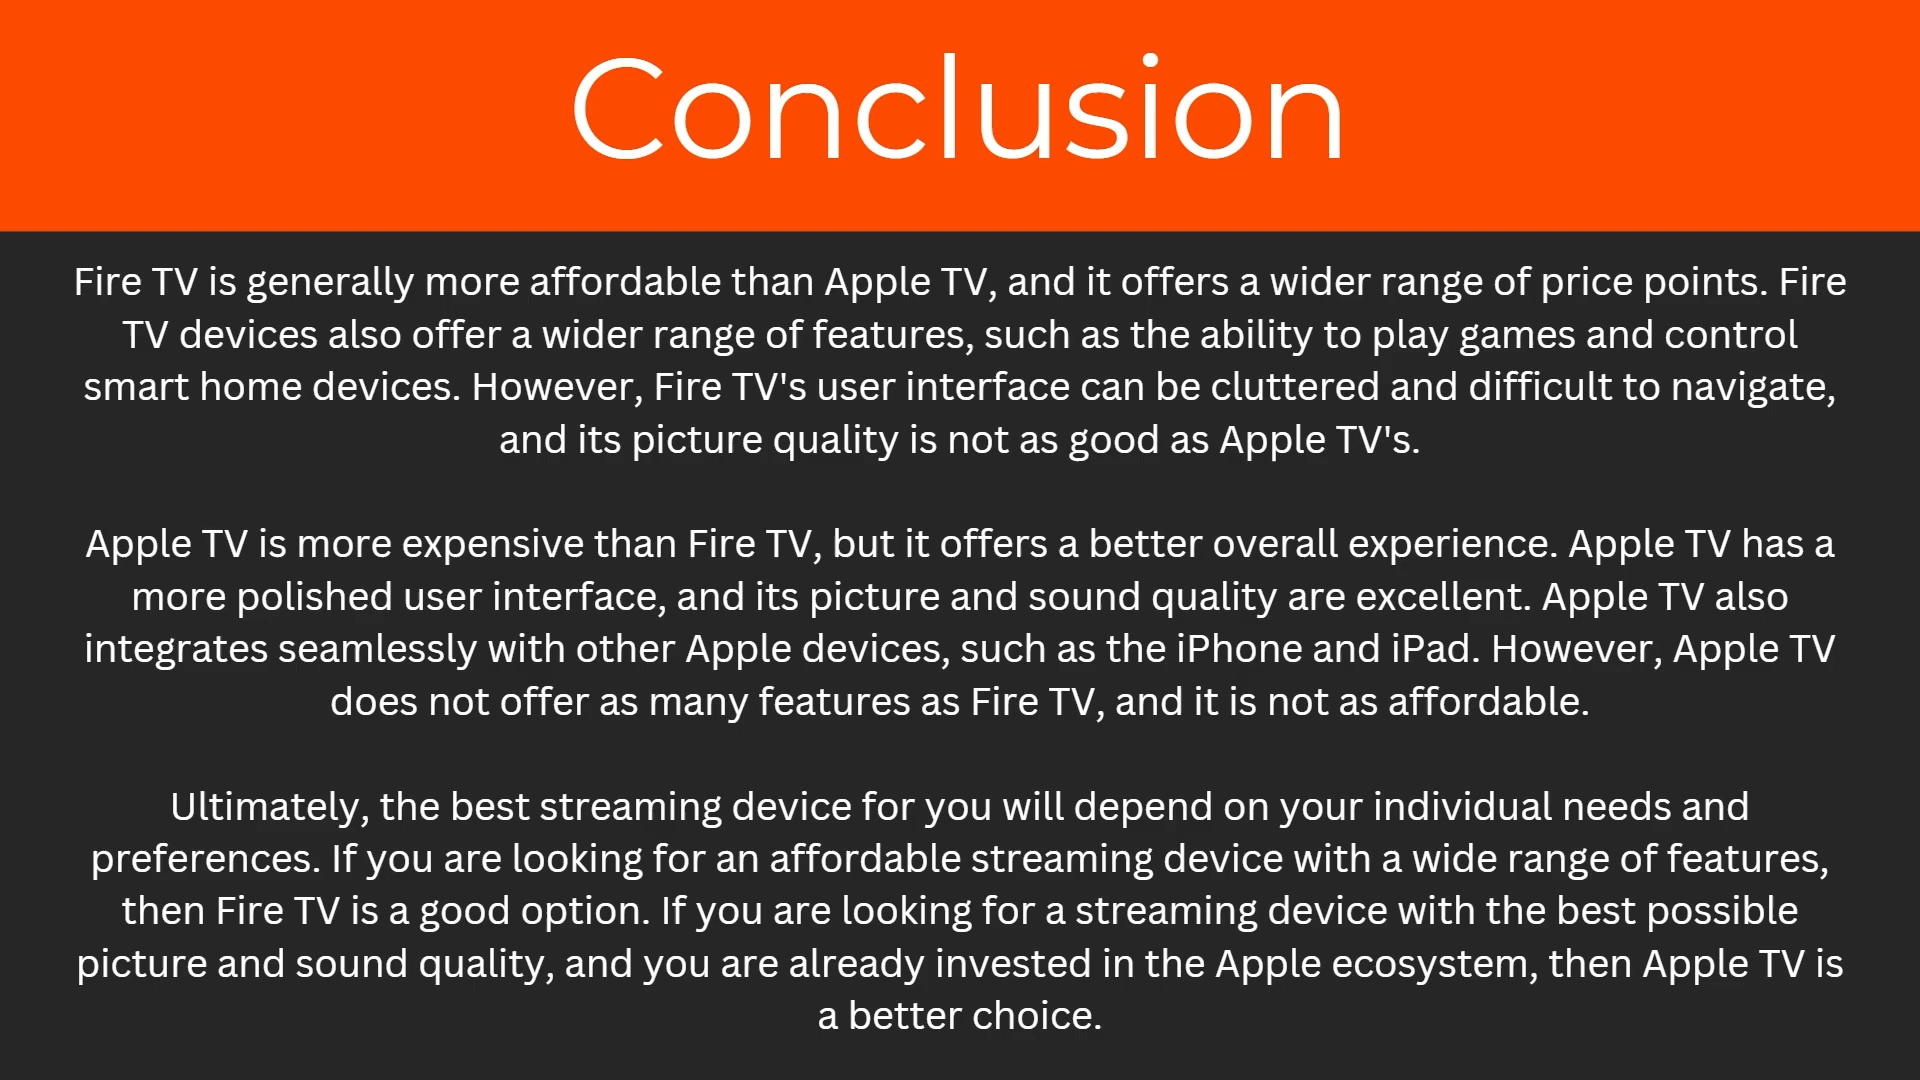 Conclusion
Fire TV is generally more affordable than Apple TV, and it offers a wider range of price points. Fire
TV devices also offer a wider range of features, such as the ability to play games and control
smart home devices. However, Fire TV's user interface can be cluttered and difficult to navigate,
and its picture quality is not as good as Apple TV's.
Apple TV is more expensive than Fire TV, but it offers a better overall experience. Apple TV has a
more polished user interface, and its picture and sound quality are excellent. Apple TV also
integrates seamlessly with other Apple devices, such as the iPhone and iPad. However, Apple TV
does not offer as many features as Fire TV, and it is not as affordable.
Ultimately, the best streaming device for you will depend on your individual needs and
preferences. If you are looking for an affordable streaming device with a wide range of features,
then Fire TV is a good option. If you are looking for a streaming device with the best possible
picture and sound quality, and you are already invested in the Apple ecosystem, then Apple TV is
a better choice.